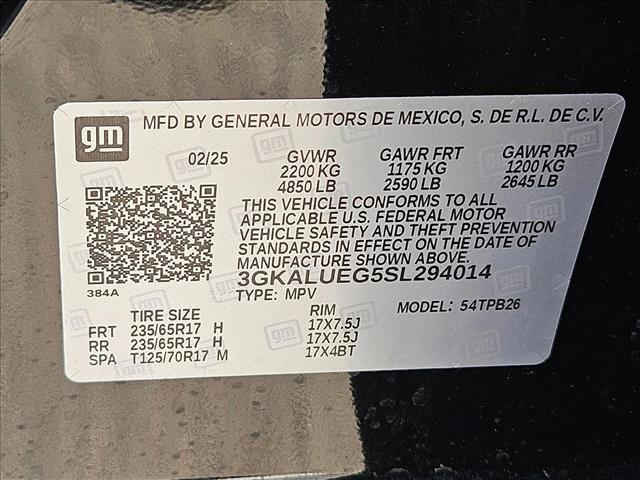 gm MFD BY GENERAL MOTORS DE MEXICO, S. DE R.L. DE C.V.
02/25 GVWR GAWR FRT GAWR RR
2200 KG 1175 KG 1200 KG
4850 LB 2590 LB 2645 LB
THIS VEHICLE CONFORMS TO ALL
APPLICABLE U.S. FEDERAL MOTOR
VEHICLE SAFETY AND THEFT PREVENTION
STANDARDS IN EFFECT ON THE DATE OF
MANUFACTURE SHOWN ABOVE.
3GKALUEG5SL294014
384A TYPE: MPV MODEL: 54TPB26
TIRE SIZE RIM
FRT 235/65R17 H 17X7.5J
RR 235/65R17 H 17X7.5J
SPA T125/70R17 M 17X4BT